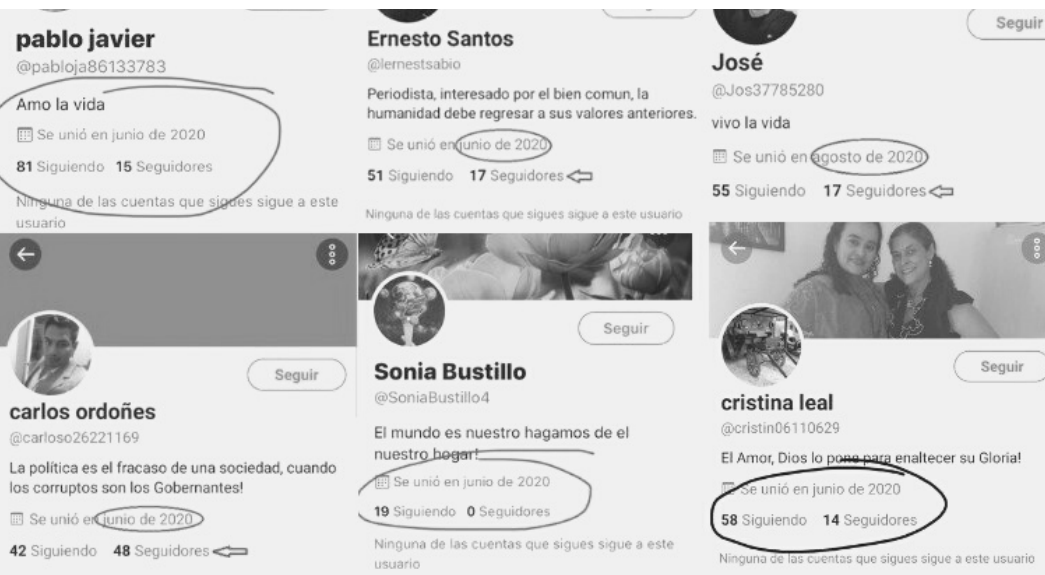 pablo javier
@pabloja86133783
Amo la vida
Se unió en junio de 2020
81 Siguiendo 15 Seguidores
Ninguna de las cuentas que sigues sigue a este
usuario
Ernesto Santos
@lernestsabio
Periodista, interesado por el bien comun, la
humanidad debe regresar a sus valores anteriores.
Se unió en junio de 2020
51 Siguiendo 17 Seguidores
Ninguna de las cuentas que sigues sigue a este usuario
Seguir
José
@Jos37785280
vivo la vida
Se unió en agosto de 2020
55 Siguiendo 17 Seguidores
Seguir
carlos ordoñes
@carloso26221169
La política es el fracaso de una sociedad, cuando
los corruptos son los Gobernantes!
Se unió en junio de 2020
42 Siguiendo 48 Seguidores
Seguir
Sonia Bustillo
@SoniaBustillo4
El mundo es nuestro hagamos de el
nuestro hogar!
Se unió en junio de 2020
19 Siguiendo 0 Seguidores
Ninguna de las cuentas que sigues sigue a este
usuario
Seguir
cristina leal
@cristin06110629
El Amor, Dios lo pone para enaltecer su Gloria!
Se unió en junio de 2020
58 Siguiendo 14 Seguidores
Ninguna de las cuentas que sigues sigue a este usuario